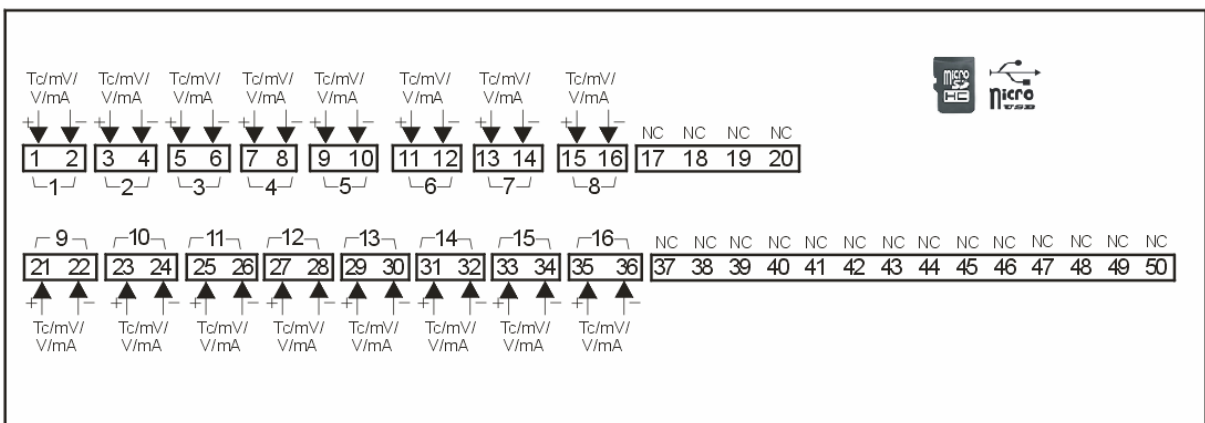 Tc/mV/ Tc/mV/ Tc/mV/ Tc/mV/ Tc/mV/ Tc/mV/ Tc/mV/ Tc/mV/
V/mA V/mA V/mA V/mA V/mA V/mA V/mA V/mA
+ − + − + − + − + − + − + − + −
micro
SD
HC
micro
USB
NC NC NC NC
1 2 3 4 5 6 7 8 9 10 11 12 13 14 15 16 17 18 19 20
1 2 3 4 5 6 7 8
9 10 11 12 13 14 15 16
NC NC NC NC NC NC NC NC NC NC NC NC NC NC
21 22 23 24 25 26 27 28 29 30 31 32 33 34 35 36 37 38 39 40 41 42 43 44 45 46 47 48 49 50
+ − + − + − + − + − + − + − + −
Tc/mV/ Tc/mV/ Tc/mV/ Tc/mV/ Tc/mV/ Tc/mV/ Tc/mV/ Tc/mV/
V/mA V/mA V/mA V/mA V/mA V/mA V/mA V/mA